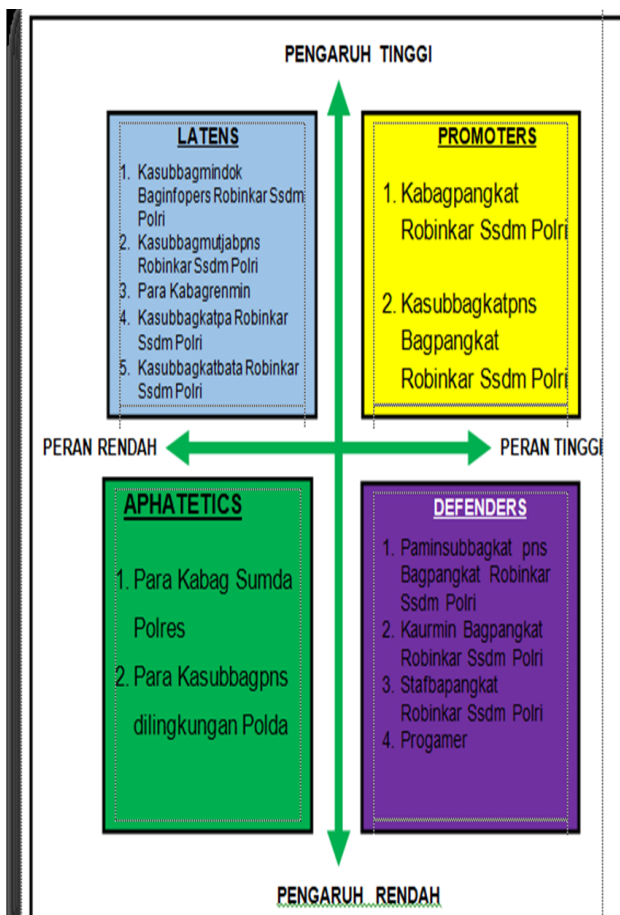 PENGARUH TINGGI
LATENS
1. Kasubbagmindok
Baginfopers Robinkar Ssdm
Polri
2. Kasubbagmutjabpns
Robinkar Ssdm Polri
3. Para Kabagrenmin
4. Kasubbagkatpa Robinkar
Ssdm Polri
5. Kasubbagkatbata Robinkar
Ssdm Polri
PROMOTERS
1. Kabagpangkat
Robinkar Ssdm Polri
2. Kasubbagkatpns
Bagpangkat
Robinkar Ssdm Polri
PERAN RENDAH
PERAN TINGGI
APHATETICS
1. Para Kabag Sumda
Polres
2. Para Kasubbagpns
dilingkungan Polda
DEFENDERS
1. Paminsubbagkat pns
Bagpangkat Robinkar
Ssdm Polri
2. Kaurmin Bagpangkat
Robinkar Ssdm Polri
3. Stafbapangkat
Robinkar Ssdm Polri
4. Progamer
PENGARUH RENDAH